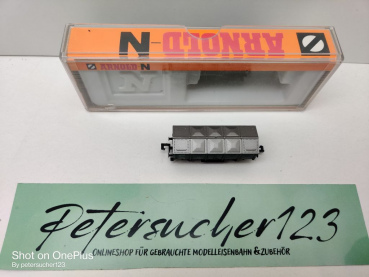 ARNOLD-N
ARNOLD-N
Petersucher123
ONLINESHOP FÜR GEBRAUCHTE MODELLEISENBAHN & ZUBEHÖR
Shot on OnePlus
By petersucher123